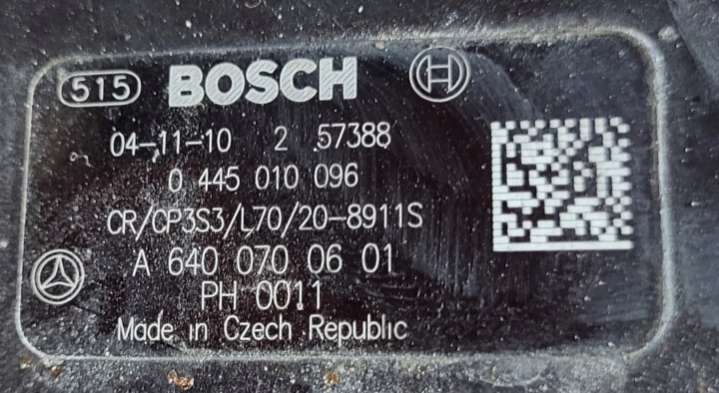 515 BOSCH
04-11-10 2 57388
0 445 010 096
CR/CP3S3/L70/20-8911S
A 640 070 06 01
PH 0011
Made in Czech Republic